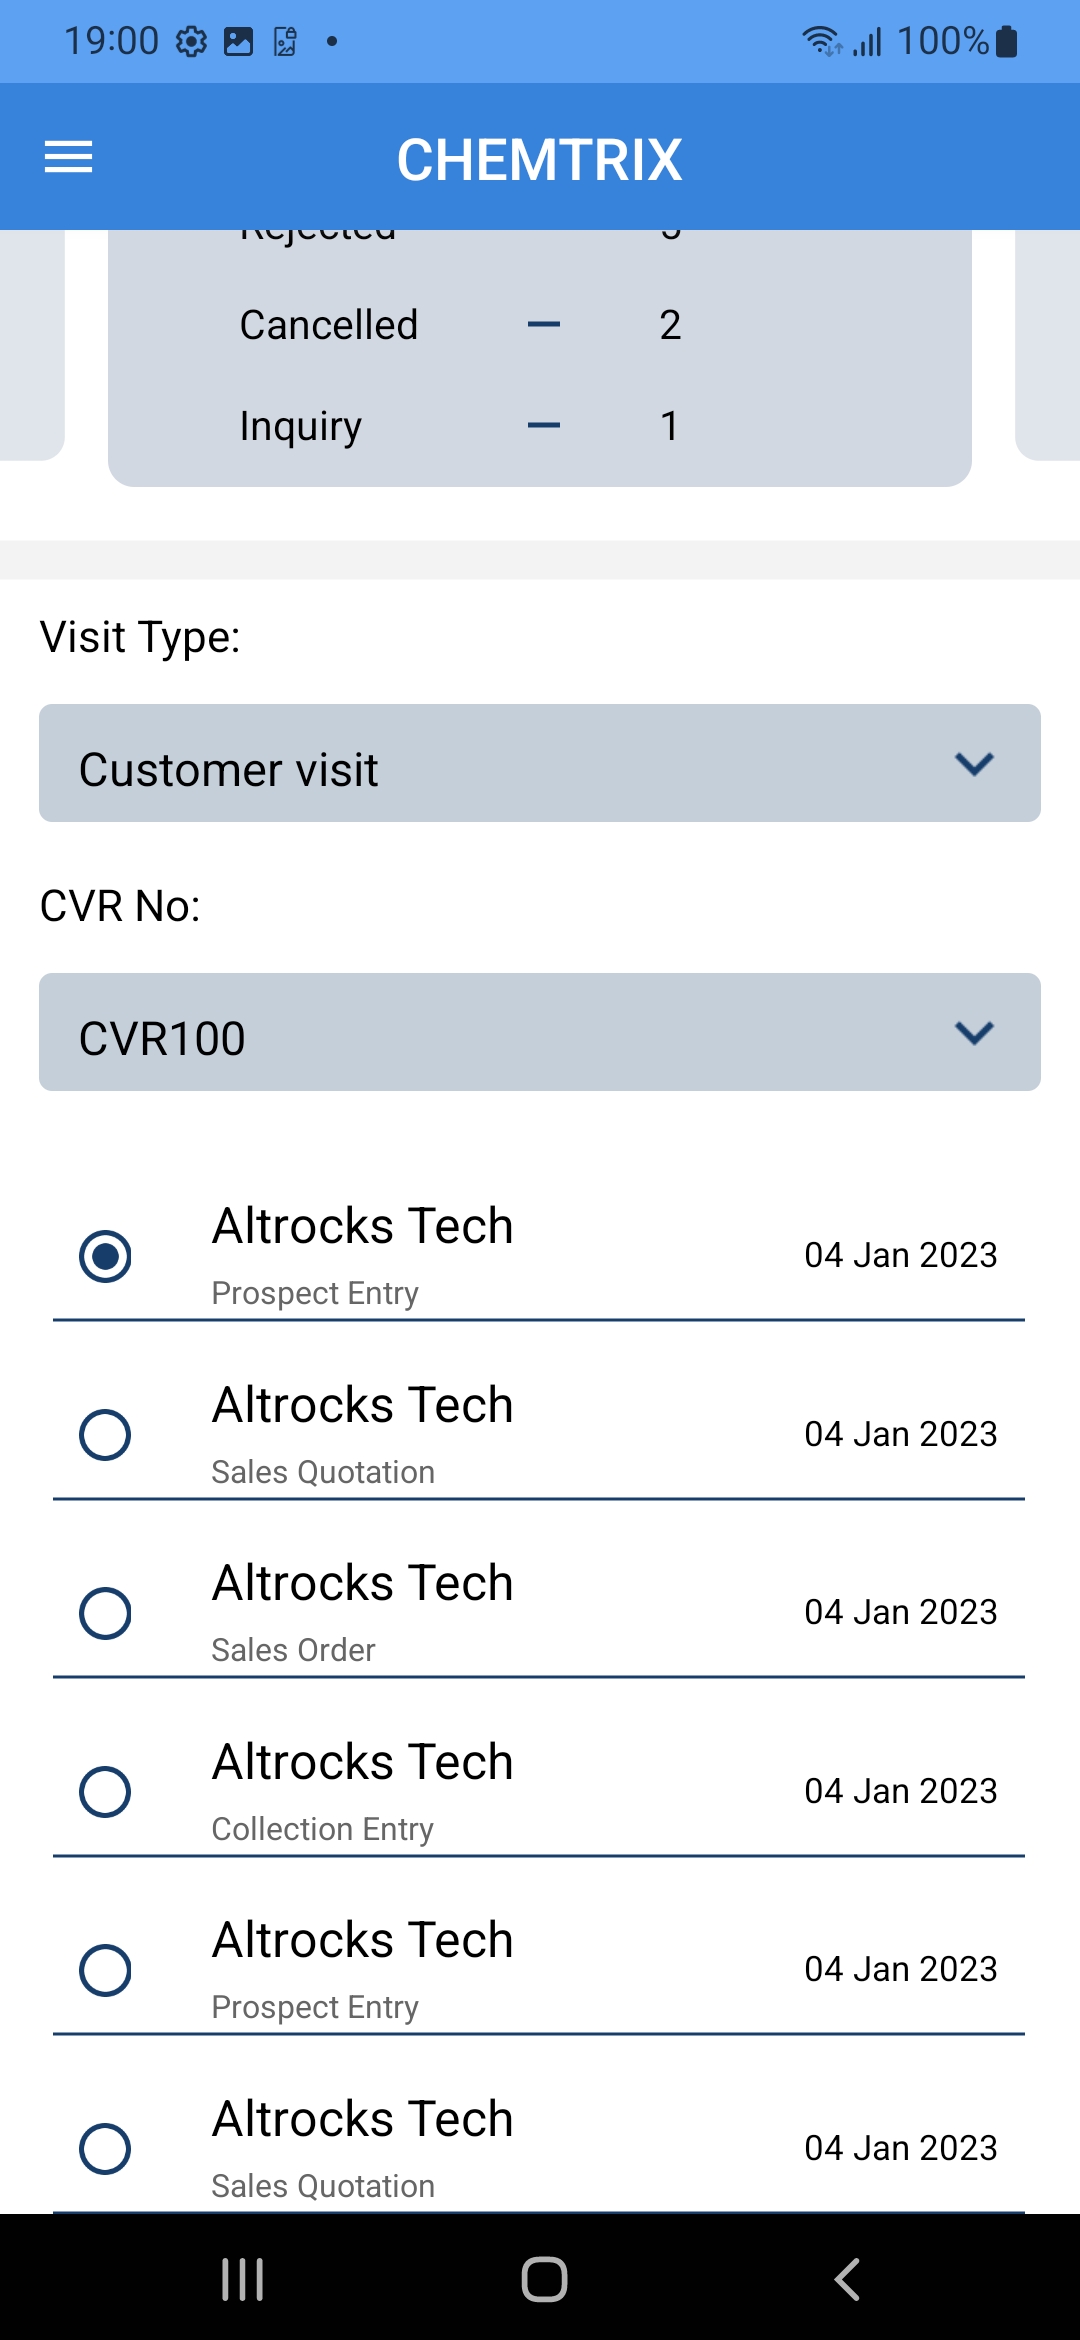 19:00 100%
CHEMTRIX
Rejected
Cancelled — 2
Inquiry — 1
Visit Type:
Customer visit
CVR No:
CVR100
Altrocks Tech
04 Jan 2023
Prospect Entry
Altrocks Tech
04 Jan 2023
Sales Quotation
Altrocks Tech
04 Jan 2023
Sales Order
Altrocks Tech
04 Jan 2023
Collection Entry
Altrocks Tech
04 Jan 2023
Prospect Entry
Altrocks Tech
04 Jan 2023
Sales Quotation